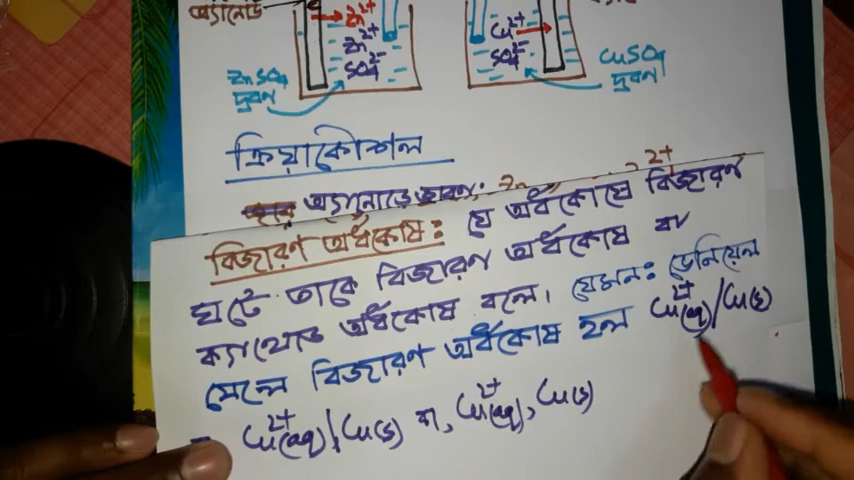 অ্যানোড
Zn²⁺
Zn²⁺
SO₄²⁻
Cu²⁺
SO₄²⁻
ZnSO₄
দ্রবণ
CuSO₄
দ্রবণ
ক্রিয়াকৌশল
অ্যানোডে জারণ:
বিজারণ অর্ধকোষ: যে অর্ধকোষে বিজারণ
ঘটে তাকে বিজারণ অর্ধকোষ বা
ক্যাথোড অর্ধকোষ বলে। যেমন: ডেনিয়েল
সেলে বিজারণ অর্ধকোষ হল Cu²⁺(aq)/Cu(s)
Cu²⁺(aq)|Cu(s) বা, Cu²⁺(aq), Cu(s)